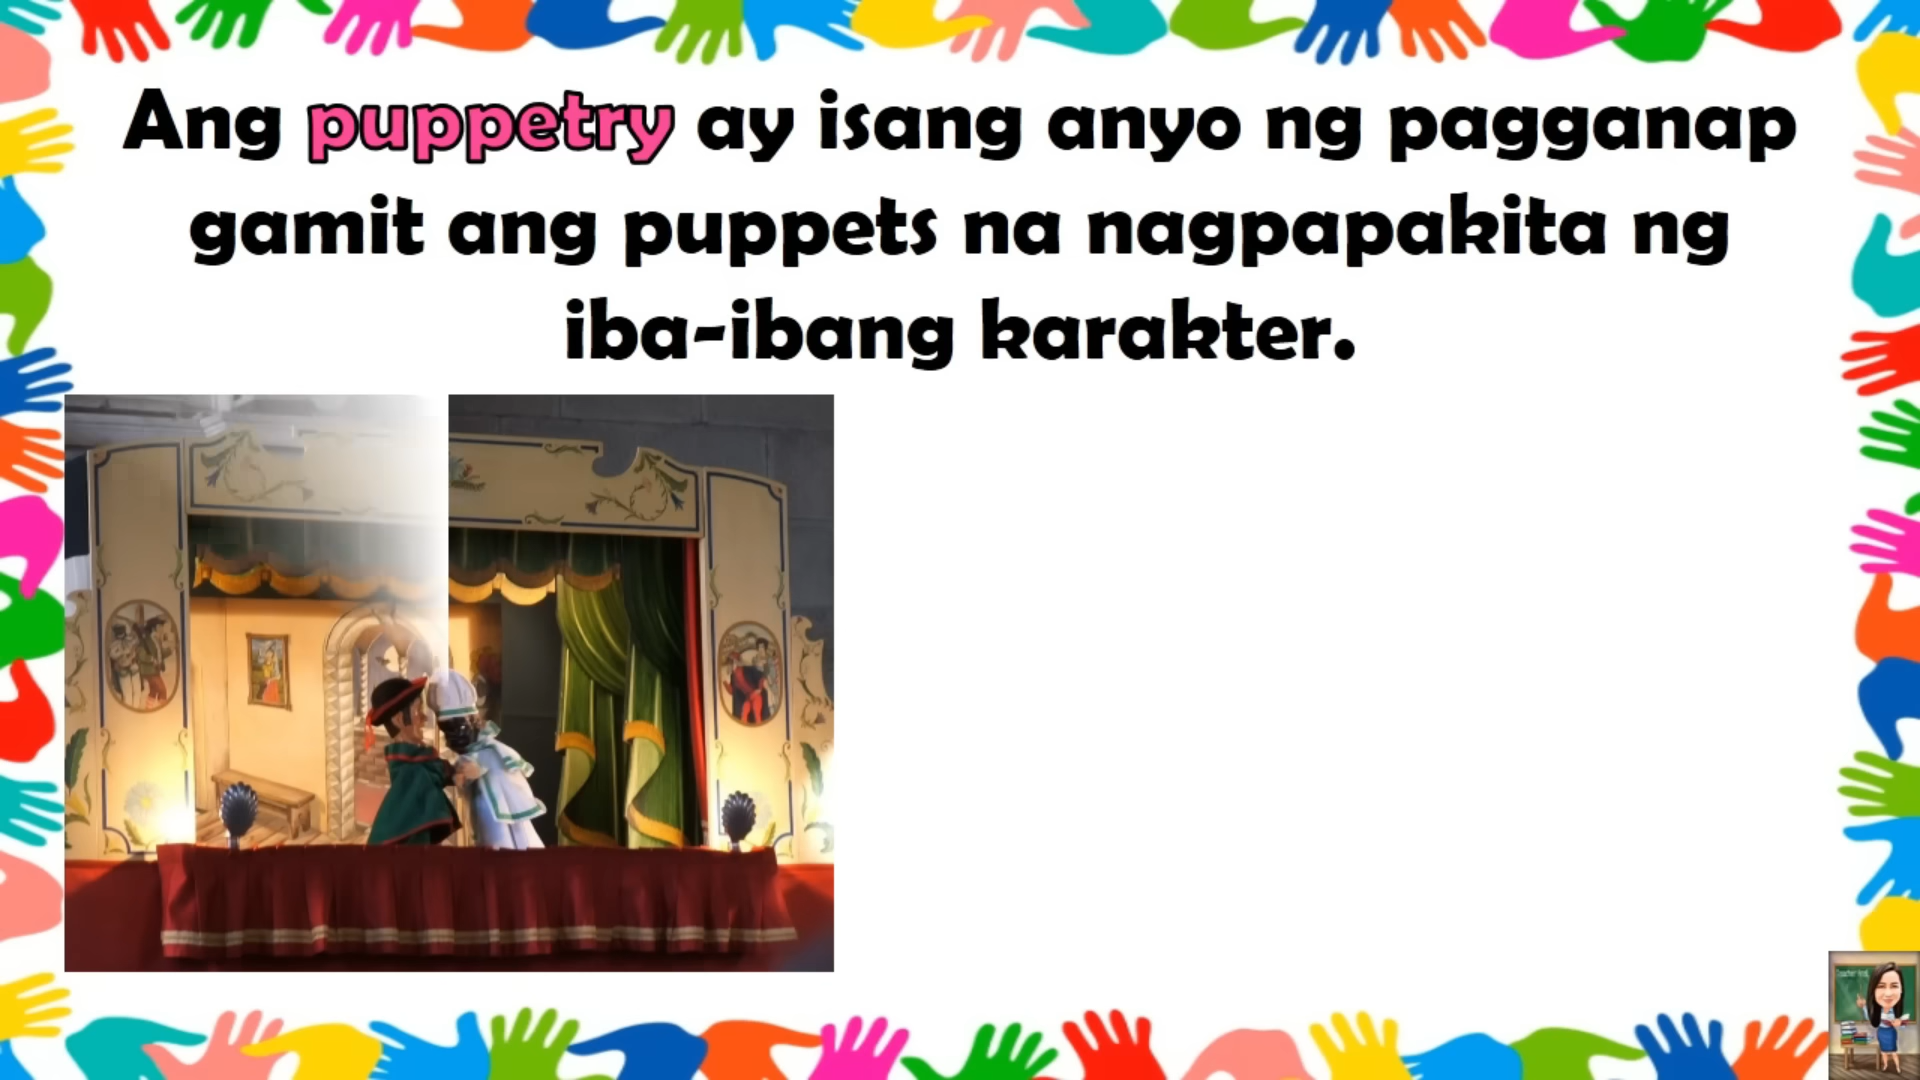 Ang puppetry ay isang anyo ng pagganap
gamit ang puppets na nagpapakita ng
iba-ibang karakter.